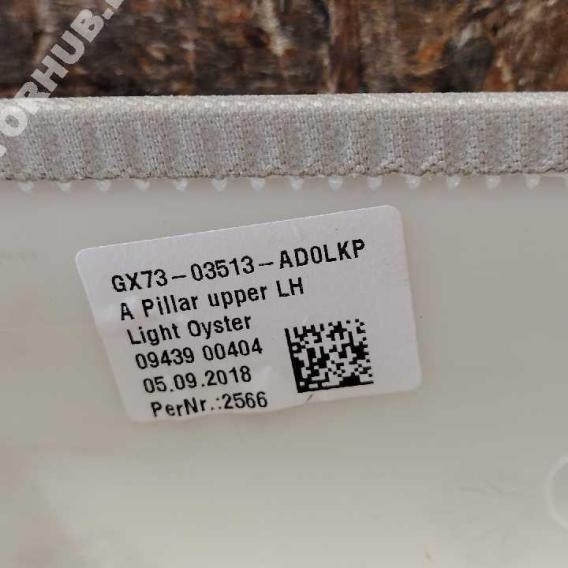 GX73-03513-AD0LKP
A Pillar upper LH
Light Oyster
09439 00404
05.09.2018
PerNr.:2566